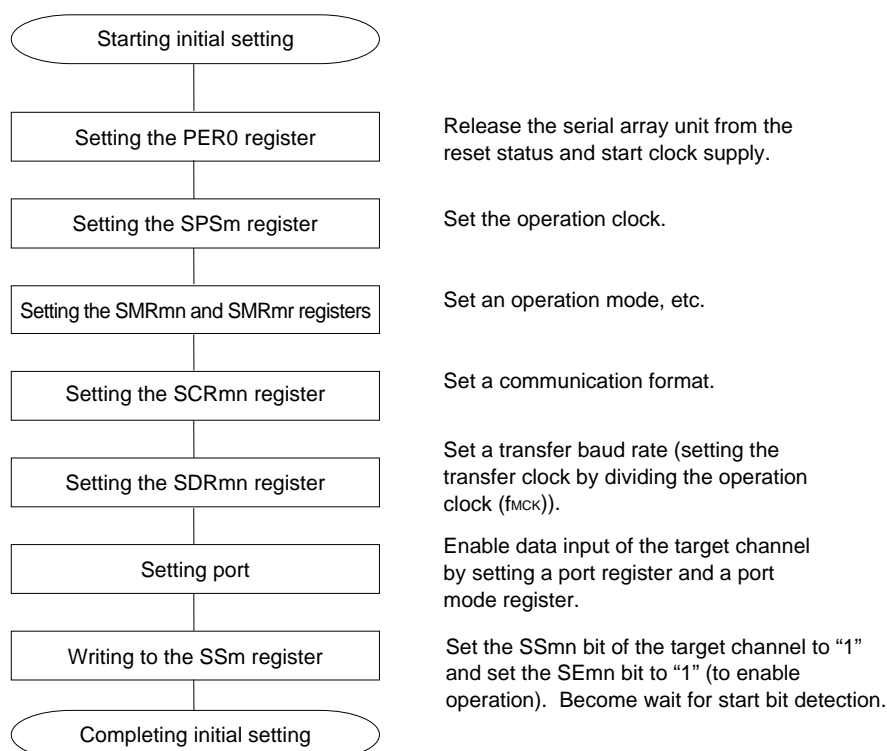 Starting initial setting
Setting the PER0 register
Release the serial array unit from the
reset status and start clock supply.
Setting the SPSm register
Set the operation clock.
Setting the SMRmn and SMRmr registers
Set an operation mode, etc.
Setting the SCRmn register
Set a communication format.
Setting the SDRmn register
Set a transfer baud rate (setting the
transfer clock by dividing the operation
clock (fMCK)).
Setting port
Enable data input of the target channel
by setting a port register and a port
mode register.
Writing to the SSm register
Set the SSmn bit of the target channel to “1”
and set the SEmn bit to “1” (to enable
operation).  Become wait for start bit detection.
Completing initial setting